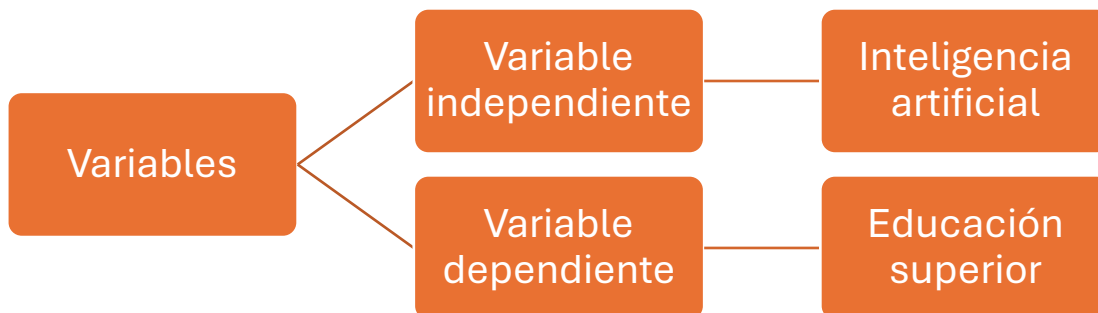 Variables
Variable
independiente
Inteligencia
artificial
Variable
dependiente
Educación
superior